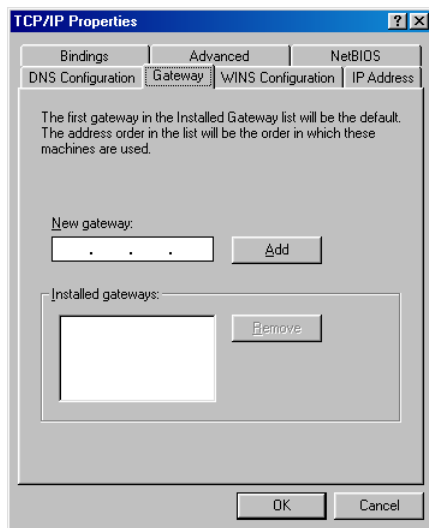 TCP/IP Properties
Bindings Advanced NetBIOS
DNS Configuration Gateway WINS Configuration IP Address
The first gateway in the Installed Gateway list will be the default.
The address order in the list will be the order in which these
machines are used.
New gateway:
. . . Add
Installed gateways:
Remove
OK Cancel